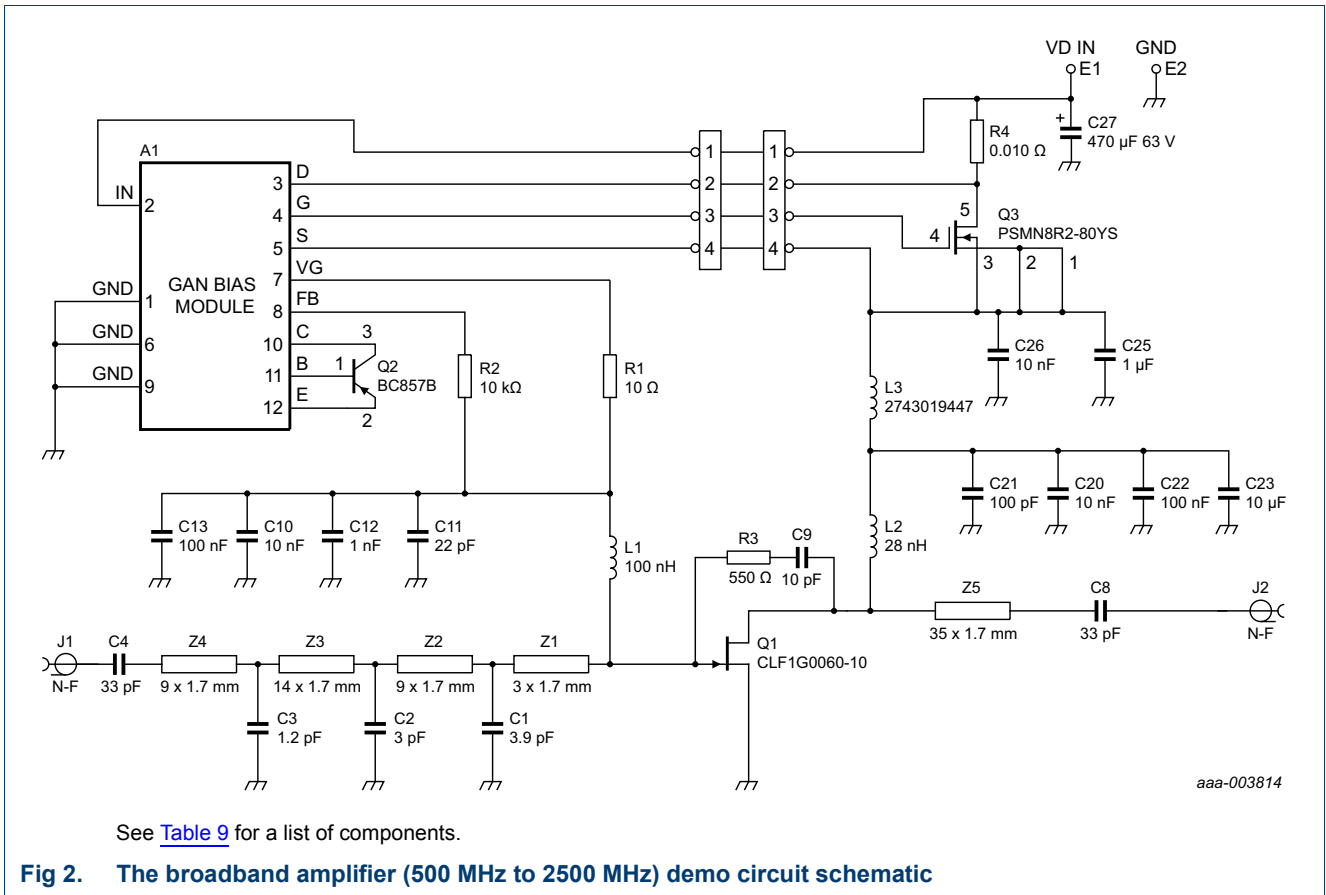 VD IN
GND
E1
E2
C27
470 µF 63 V
R4
0.010 Ω
A1
IN
2
3
D
4
G
5
S
7
VG
8
FB
10
C
11
B
12
E
GAN BIAS
MODULE
GND
1
GND
6
GND
9
3
1
2
Q2
BC857B
1
2
3
4
1
2
3
4
5
4
3
2
1
Q3
PSMN8R2-80YS
R2
10 kΩ
R1
10 Ω
C26
10 nF
C25
1 µF
L3
2743019447
C13
100 nF
C10
10 nF
C12
1 nF
C11
22 pF
L1
100 nH
C21
100 pF
C20
10 nF
C22
100 nF
C23
10 µF
L2
28 nH
R3
550 Ω
C9
10 pF
Z5
35 x 1.7 mm
C8
33 pF
J2
N-F
Q1
CLF1G0060-10
J1
N-F
C4
33 pF
Z4
9 x 1.7 mm
Z3
14 x 1.7 mm
Z2
9 x 1.7 mm
Z1
3 x 1.7 mm
C3
1.2 pF
C2
3 pF
C1
3.9 pF
+
aaa-003814
See Table 9 for a list of components.
Fig 2. The broadband amplifier (500 MHz to 2500 MHz) demo circuit schematic